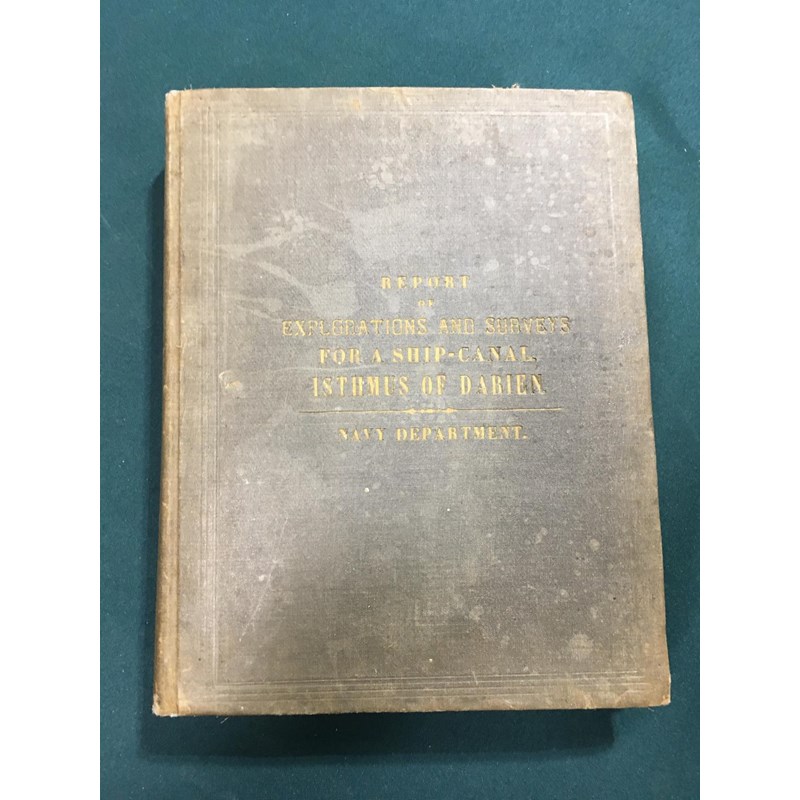 REPORT
OF
EXPLORATIONS AND SURVEYS
FOR A SHIP-CANAL,
ISTHMUS OF DARIEN.
NAVY DEPARTMENT.